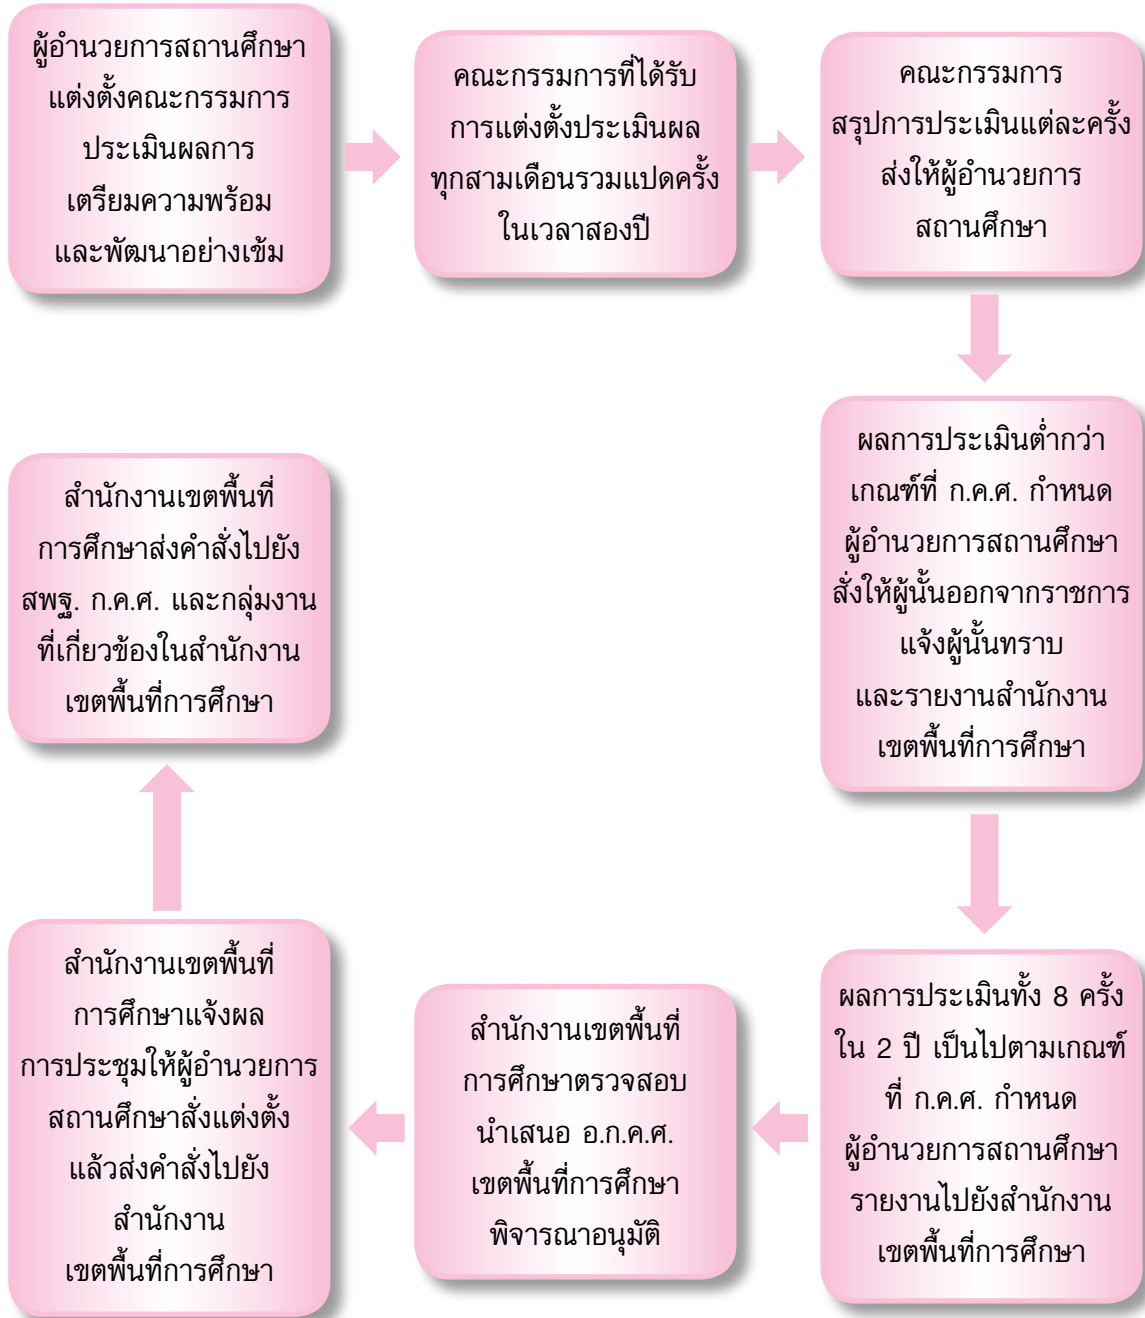 ผู้อำนวยการสถานศึกษา
แต่งตั้งคณะกรรมการ
ประเมินผลการ
เตรียมความพร้อม
และพัฒนาอย่างเข้ม
คณะกรรมการที่ได้รับ
การแต่งตั้งประเมินผล
ทุกสามเดือนรวมแปดครั้ง
ในเวลาสองปี
คณะกรรมการ
สรุปการประเมินแต่ละครั้ง
ส่งให้ผู้อำนวยการ
สถานศึกษา
ผลการประเมินต่ำกว่า
เกณฑ์ที่ ก.ค.ศ. กำหนด
ผู้อำนวยการสถานศึกษา
สั่งให้ผู้นั้นออกจากราชการ
แจ้งผู้นั้นทราบ
และรายงานสำนักงาน
เขตพื้นที่การศึกษา
ผลการประเมินทั้ง 8 ครั้ง
ใน 2 ปี เป็นไปตามเกณฑ์
ที่ ก.ค.ศ. กำหนด
ผู้อำนวยการสถานศึกษา
รายงานไปยังสำนักงาน
เขตพื้นที่การศึกษา
สำนักงานเขตพื้นที่
การศึกษาตรวจสอบ
นำเสนอ อ.ก.ค.ศ.
เขตพื้นที่การศึกษา
พิจารณาอนุมัติ
สำนักงานเขตพื้นที่
การศึกษาแจ้งผล
การประชุมให้ผู้อำนวยการ
สถานศึกษาสั่งแต่งตั้ง
แล้วส่งคำสั่งไปยัง
สำนักงาน
เขตพื้นที่การศึกษา
สำนักงานเขตพื้นที่
การศึกษาส่งคำสั่งไปยัง
สพฐ. ก.ค.ศ. และกลุ่มงาน
ที่เกี่ยวข้องในสำนักงาน
เขตพื้นที่การศึกษา